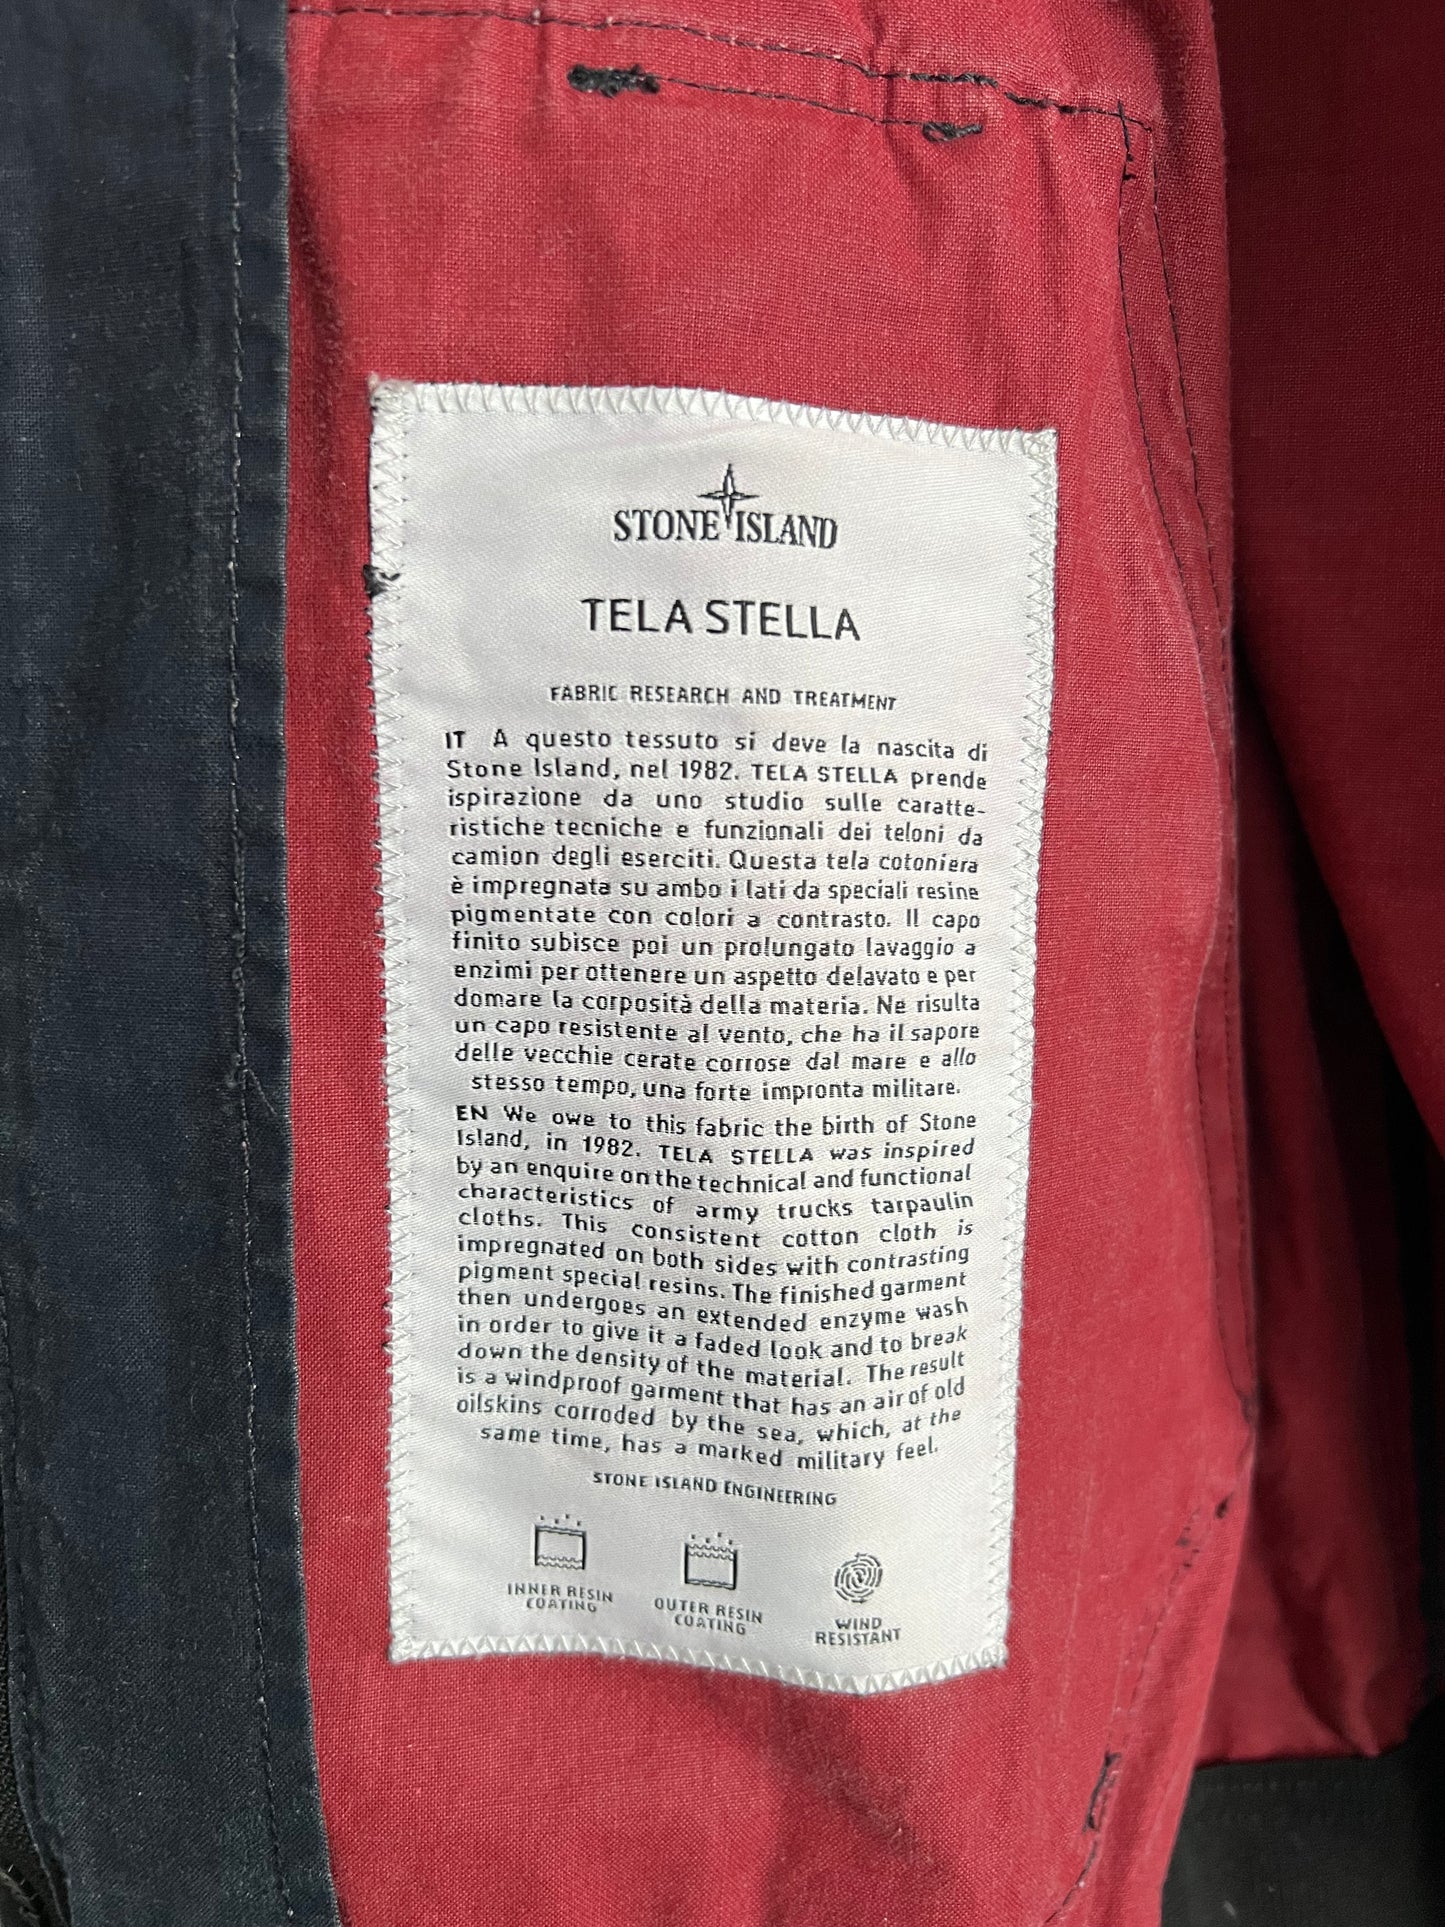 STONE ISLAND
TELA STELLA
FABRIC RESEARCH AND TREATMENT
IT A questo tessuto si deve la nascita di
Stone Island, nel 1982. TELA STELLA prende
ispirazione da uno studio sulle caratte-
ristiche tecniche e funzionali dei teloni da
camion degli eserciti. Questa tela cotoniera
è impregnata su ambo i lati da speciali resine
pigmentate con colori a contrasto. Il capo
finito subisce poi un prolungato lavaggio a
enzimi per ottenere un aspetto delavato e per
domare la corposità della materia. Ne risulta
un capo resistente al vento, che ha il sapore
delle vecchie cerate corrose dal mare e allo
stesso tempo, una forte impronta militare.
EN We owe to this fabric the birth of Stone
Island, in 1982. TELA STELLA was inspired
by an enquire on the technical and functional
characteristics of army trucks tarpaulin
cloths. This consistent cotton cloth is
impregnated on both sides with contrasting
pigment special resins. The finished garment
then undergoes an extended enzyme wash
in order to give it a faded look and to break
down the density of the material. The result
is a windproof garment that has an air of old
oilskins corroded by the sea, which, at the
same time, has a marked military feel.
STONE ISLAND ENGINEERING
INNER RESIN
COATING
OUTER RESIN
COATING
WIND
RESISTANT